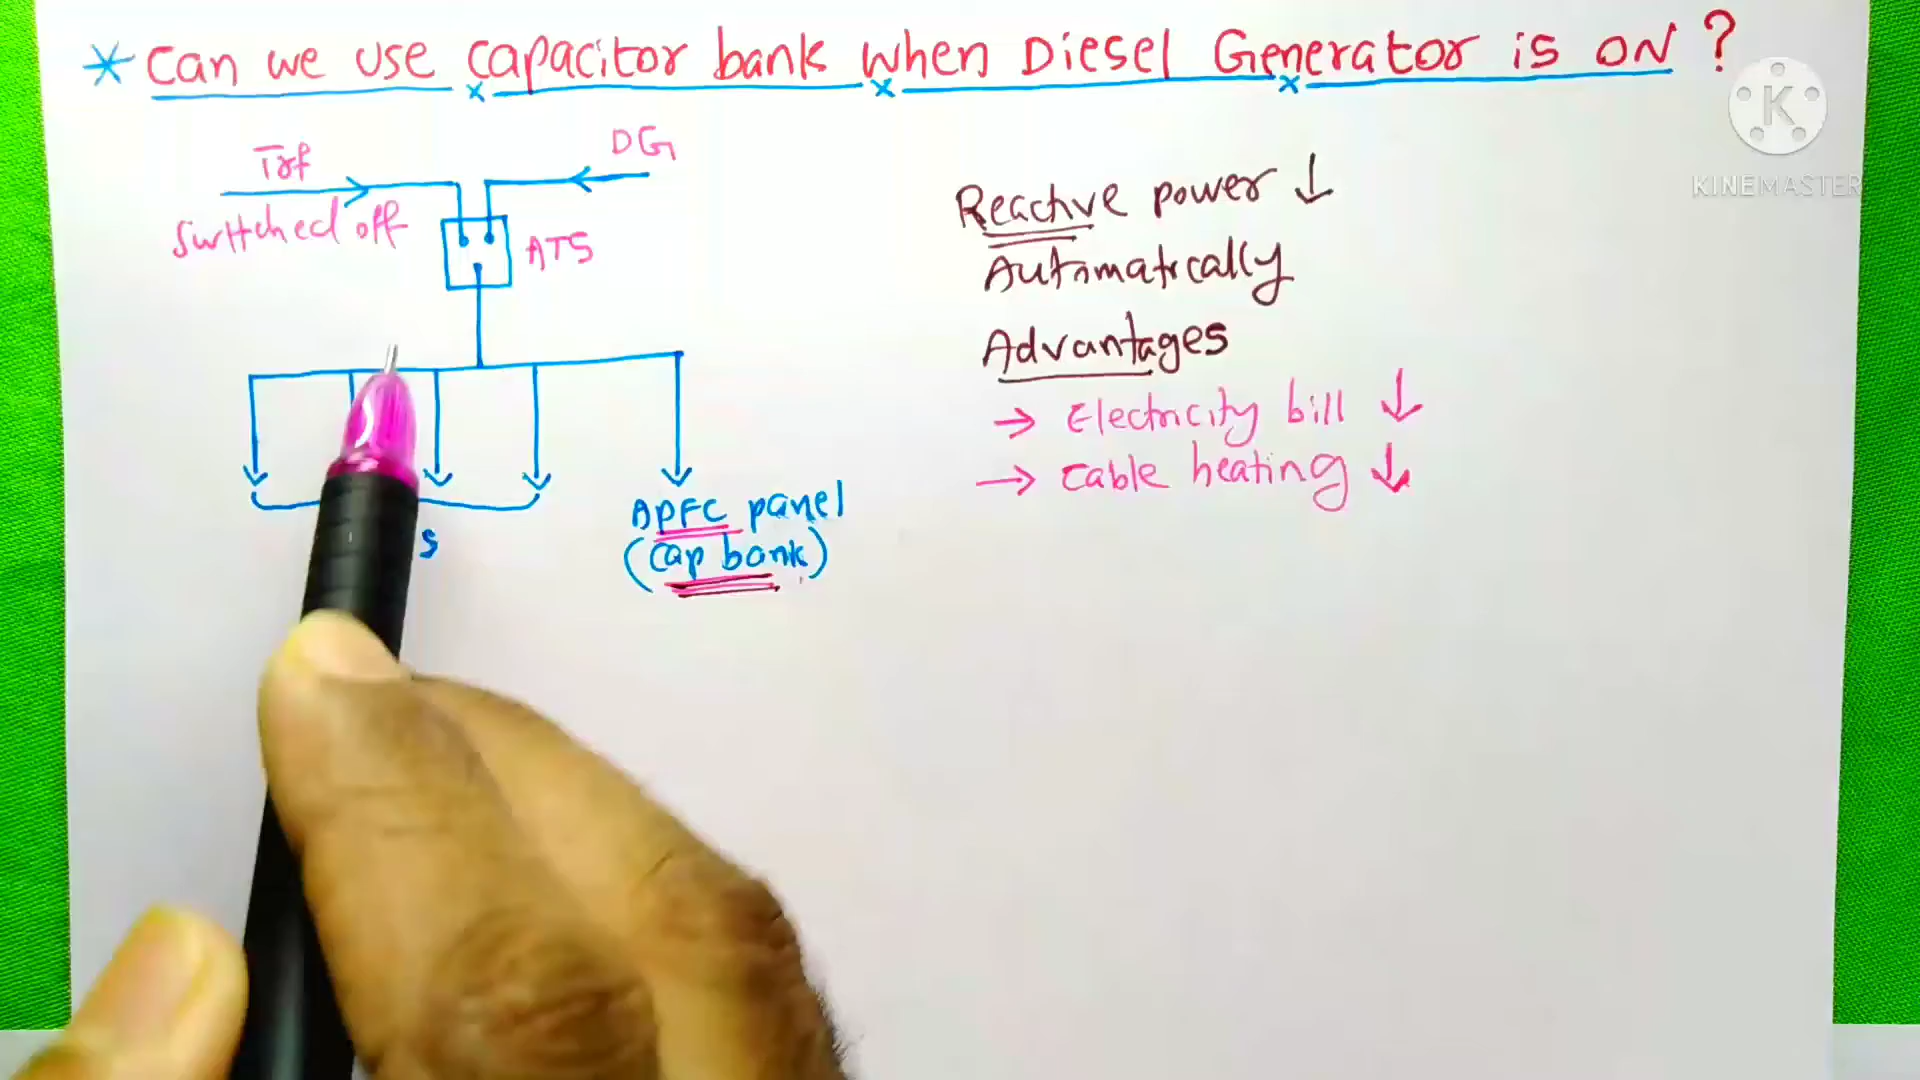 * Can we use capacitor bank when Diesel Generator is ON ?
Trf
DG
Switched off
ATS
Reactive power ↓
Automatically
Advantages
→ Electricity bill ↓
→ Cable heating ↓
APFC panel
(Cap bank)
K
KINEMASTER